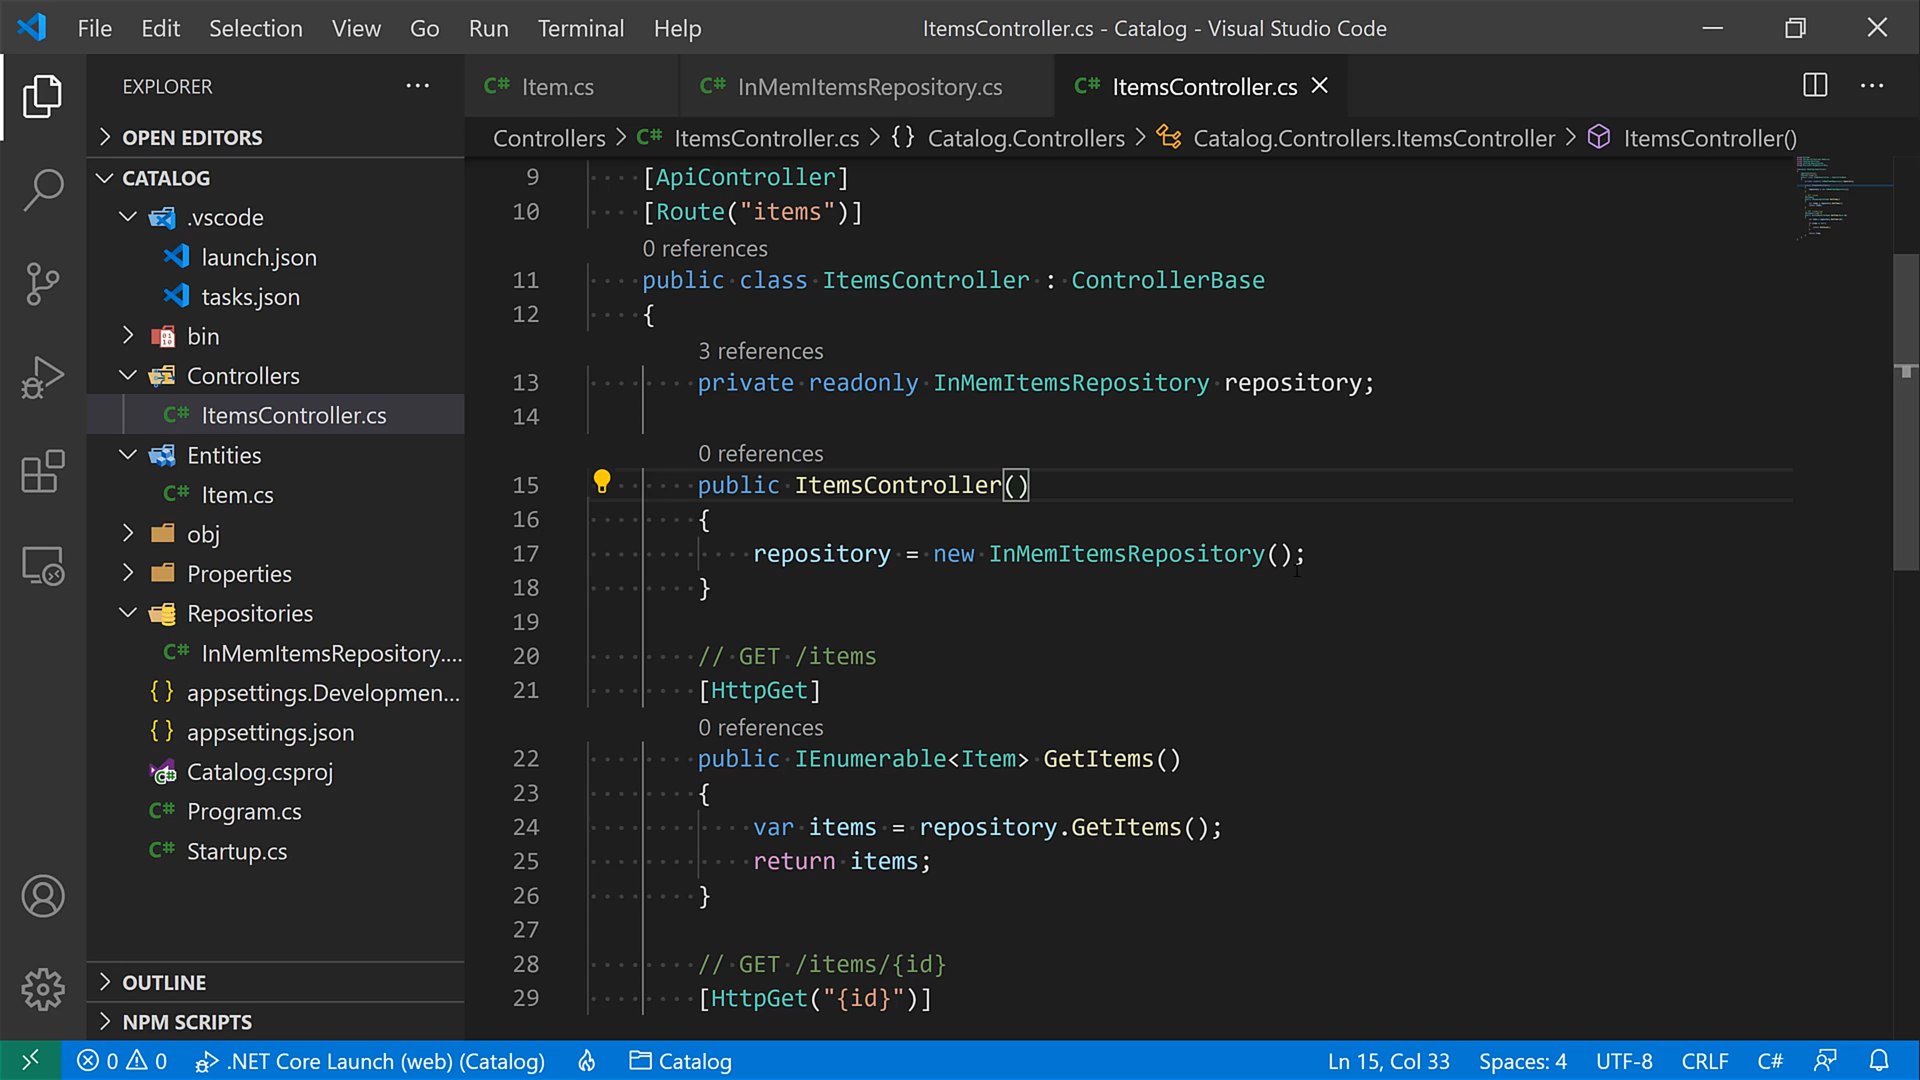 File Edit Selection View Go Run Terminal Help
ItemsController.cs - Catalog - Visual Studio Code
EXPLORER
OPEN EDITORS
CATALOG
.vscode
launch.json
tasks.json
bin
Controllers
ItemsController.cs
Entities
C# Item.cs
obj
Properties
Repositories
C# InMemItemsRepository....
{} appsettings.Developmen...
{} appsettings.json
Catalog.csproj
C# Program.cs
C# Startup.cs
OUTLINE
NPM SCRIPTS
C# Item.cs
C# InMemItemsRepository.cs
C# ItemsController.cs
Controllers > C# ItemsController.cs > {} Catalog.Controllers > Catalog.Controllers.ItemsController > ItemsController()
9 [ApiController]
10 [Route("items")]
0 references
11 public class ItemsController : ControllerBase
12 {
3 references
13 private readonly InMemItemsRepository repository;
14
0 references
15 public ItemsController()
16 {
17 repository = new InMemItemsRepository();
18 }
19
20 // GET /items
21 [HttpGet]
0 references
22 public IEnumerable<Item> GetItems()
23 {
24 var items = repository.GetItems();
25 return items;
26 }
27
28 // GET /items/{id}
29 [HttpGet("{id}")]
0 0 .NET Core Launch (web) (Catalog) Catalog
Ln 15, Col 33 Spaces: 4 UTF-8 CRLF C#